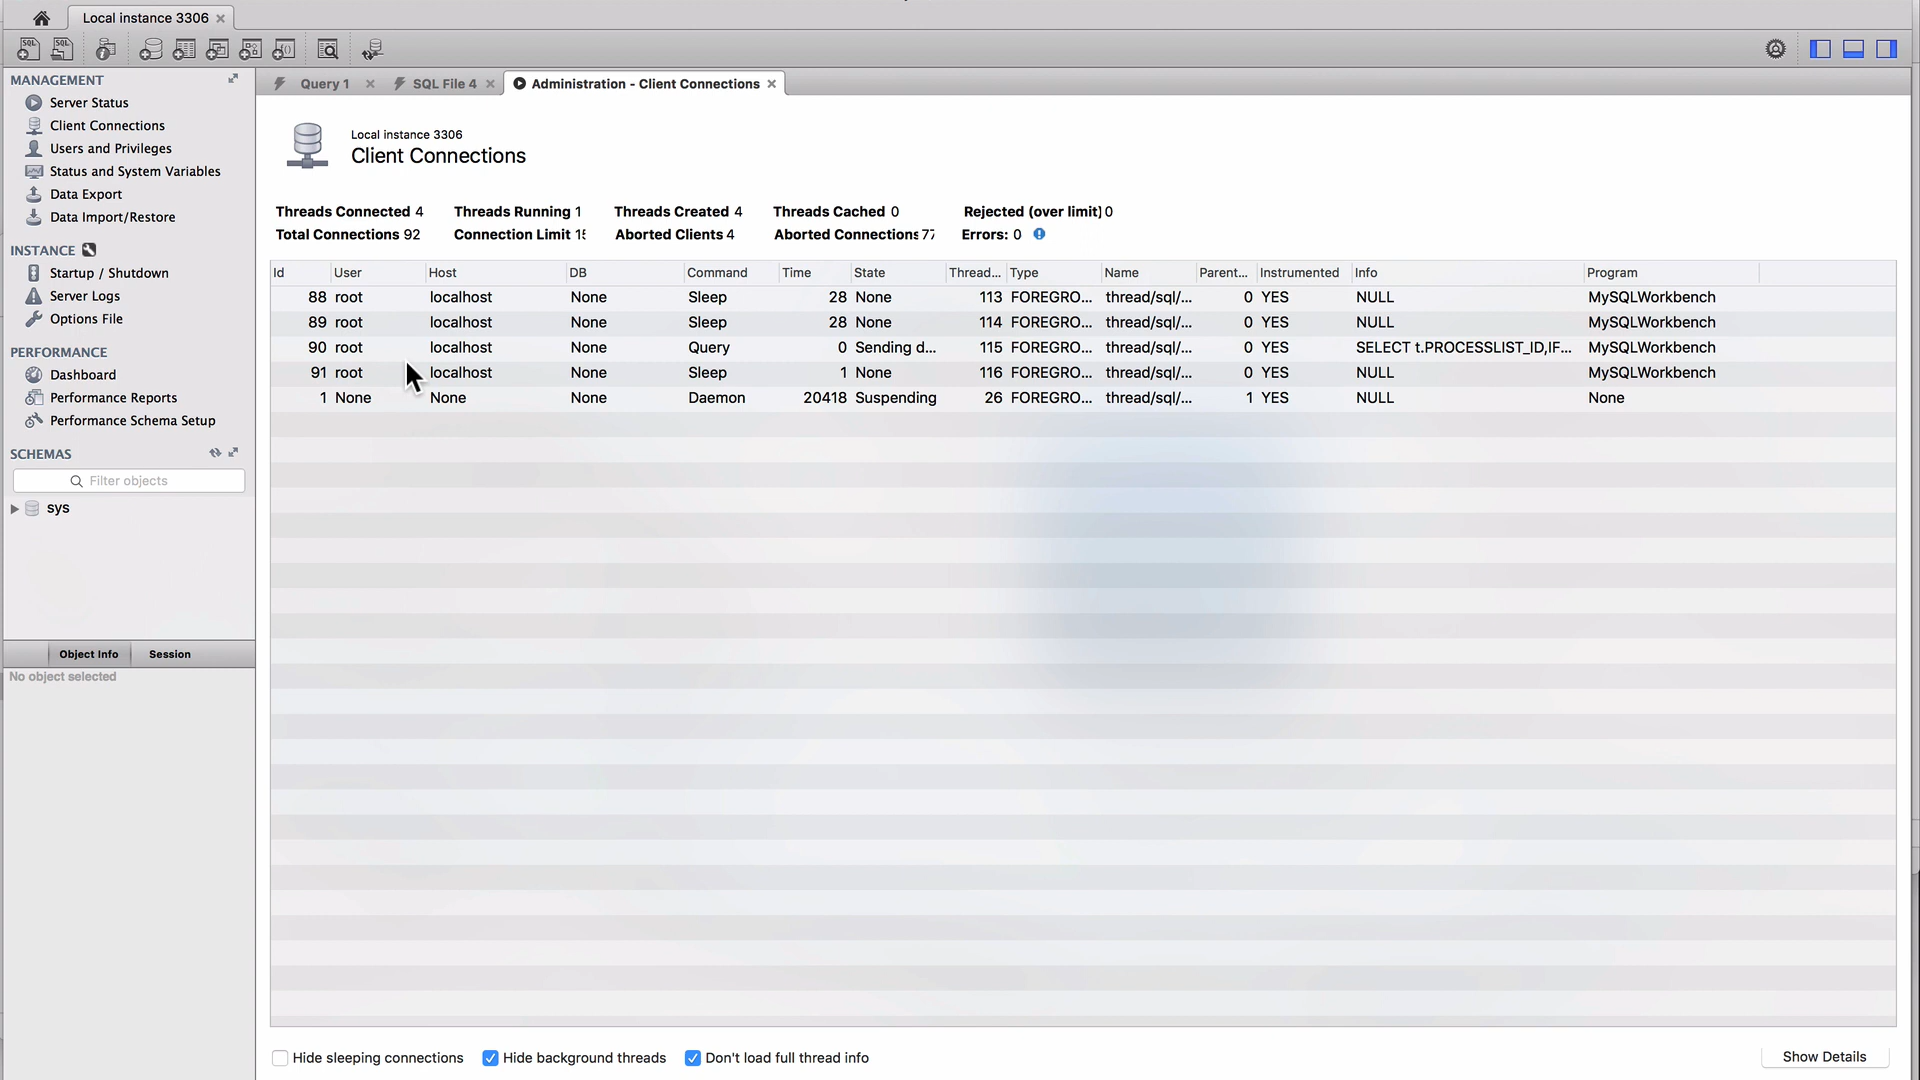 Local instance 3306
MANAGEMENT
Server Status
Client Connections
Users and Privileges
Status and System Variables
Data Export
Data Import/Restore
INSTANCE
Startup / Shutdown
Server Logs
Options File
PERFORMANCE
Dashboard
Performance Reports
Performance Schema Setup
SCHEMAS
Filter objects
sys
Object Info Session
No object selected
Query 1 SQL File 4 Administration - Client Connections
Local instance 3306
Client Connections
Threads Connected 4 Threads Running 1 Threads Created 4 Threads Cached 0 Rejected (over limit) 0
Total Connections 92 Connection Limit 15 Aborted Clients 4 Aborted Connections 77 Errors: 0
Id User Host DB Command Time State Thread... Type Name Parent... Instrumented Info Program
88 root localhost None Sleep 28 None 113 FOREGRO... thread/sql/... 0 YES NULL MySQLWorkbench
89 root localhost None Sleep 28 None 114 FOREGRO... thread/sql/... 0 YES NULL MySQLWorkbench
90 root localhost None Query 0 Sending d... 115 FOREGRO... thread/sql/... 0 YES SELECT t.PROCESSLIST_ID,IF... MySQLWorkbench
91 root localhost None Sleep 1 None 116 FOREGRO... thread/sql/... 0 YES NULL MySQLWorkbench
1 None None None Daemon 20418 Suspending 26 FOREGRO... thread/sql/... 1 YES NULL None
Hide sleeping connections Hide background threads Don't load full thread info Show Details